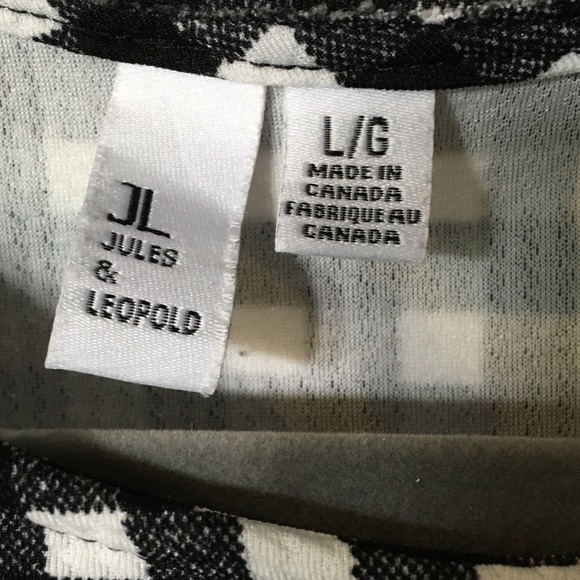 JL
JULES
&
LEOPOLD
L/G
MADE IN
CANADA
FABRIQUE AU
CANADA